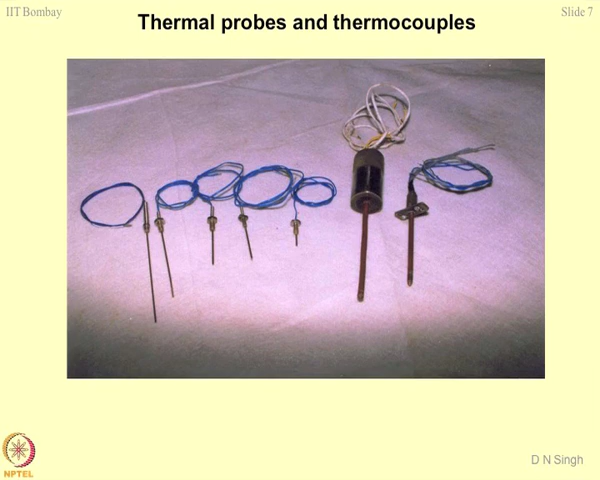 IIT Bombay
Slide 7
Thermal probes and thermocouples
NPTEL
D N Singh